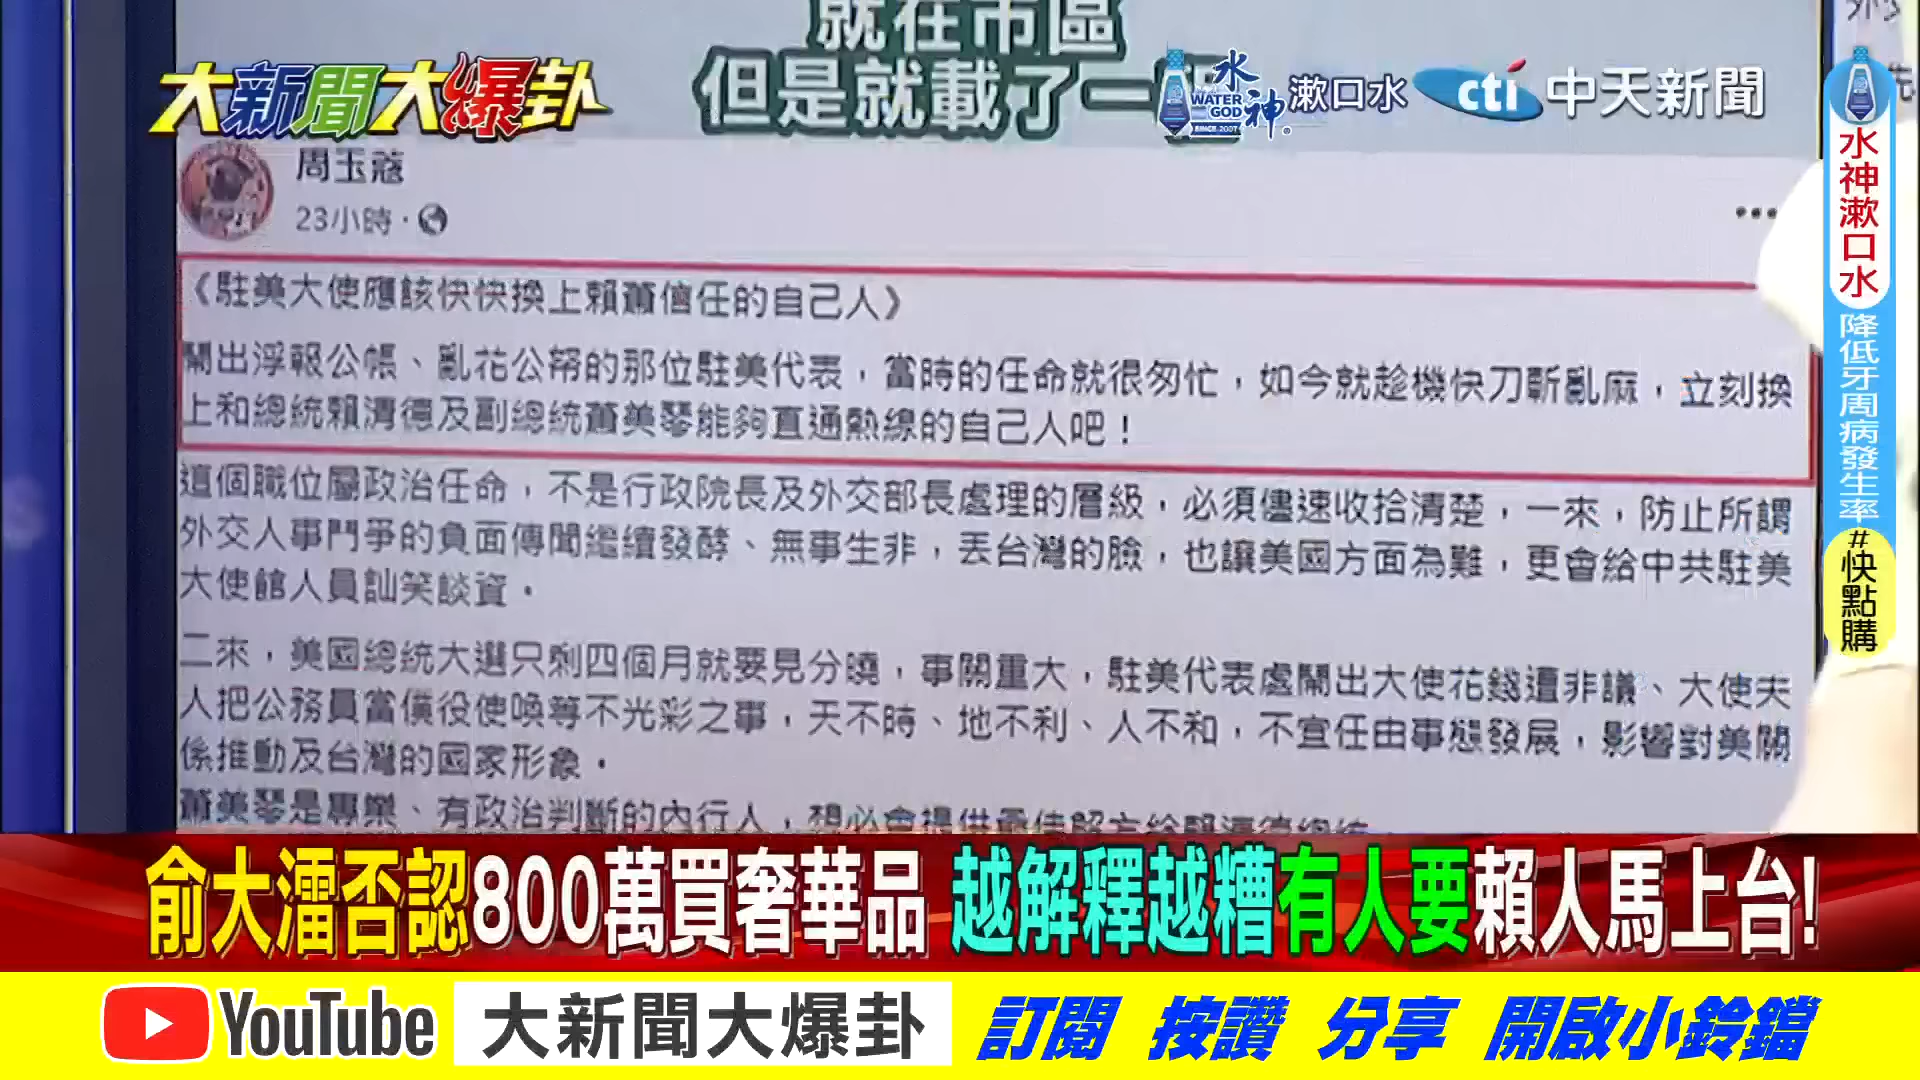 就在市區
但是就載了一
大新聞大爆卦
水神
WATER GOD
SINCE 2007
漱口水
cti 中天新聞
周玉蔻
23小時
《駐美大使應該快快換上賴蕭信任的自己人》
鬧出浮報公帳、亂花公帑的那位駐美代表，當時的任命就很匆忙，如今就趁機快刀斬亂麻，立刻換
上和總統賴清德及副總統蕭美琴能夠直通熱線的自己人吧！
這個職位屬政治任命，不是行政院長及外交部長處理的層級，必須儘速收拾清楚，一來，防止所謂
外交人事鬥爭的負面傳聞繼續發酵、無事生非，丟台灣的臉，也讓美國方面為難，更會給中共駐美
大使館人員訕笑談資。
二來，美國總統大選只剩四個月就要見分曉，事關重大，駐美代表處鬧出大使花錢遭非議、大使夫
人把公務員當僕役使喚等不光彩之事，天不時、地不利、人不和，不宜任由事態發展，影響對美關
係推動及台灣的國家形象。
蕭美琴是專業、有政治判斷的內行人，想必會提供最佳解方給賴清德總統。
水神漱口水
降低牙周病發生率
#快點購
俞大㵢否認800萬買奢華品 越解釋越糟有人要賴人馬上台!
YouTube 大新聞大爆卦 訂閱 按讚 分享 開啟小鈴鐺